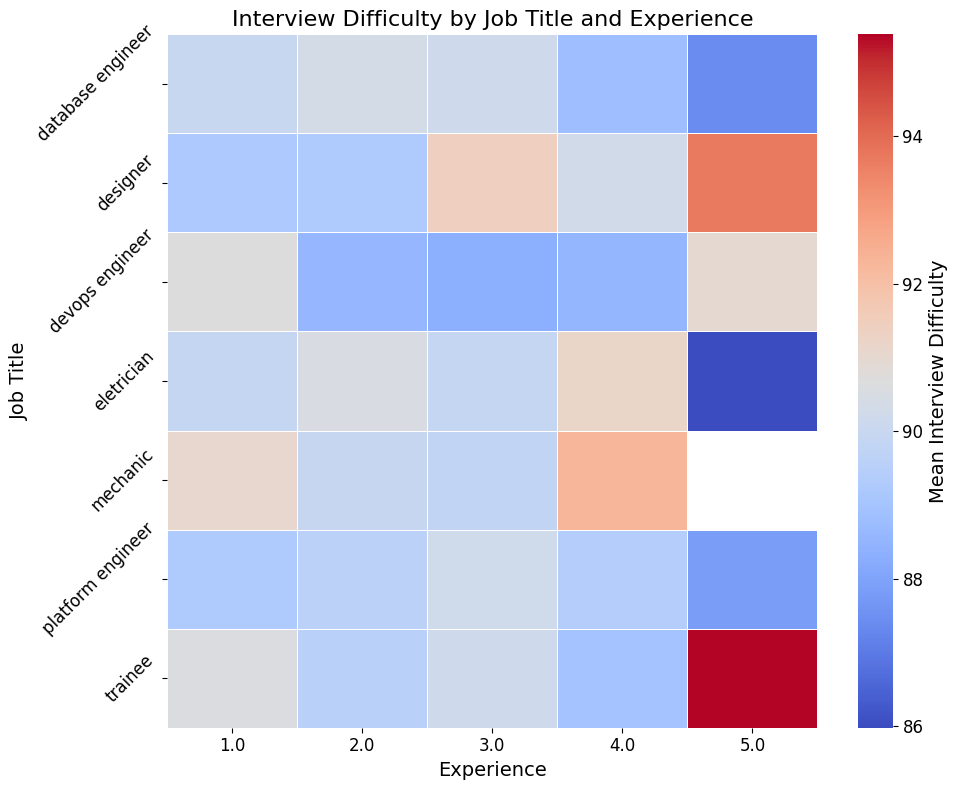 Interview Difficulty by Job Title and Experience
Job Title
database engineer
designer
devops engineer
eletrician
mechanic
platform engineer
trainee
1.0 2.0 3.0 4.0 5.0
Experience
94
92
90
88
86
Mean Interview Difficulty